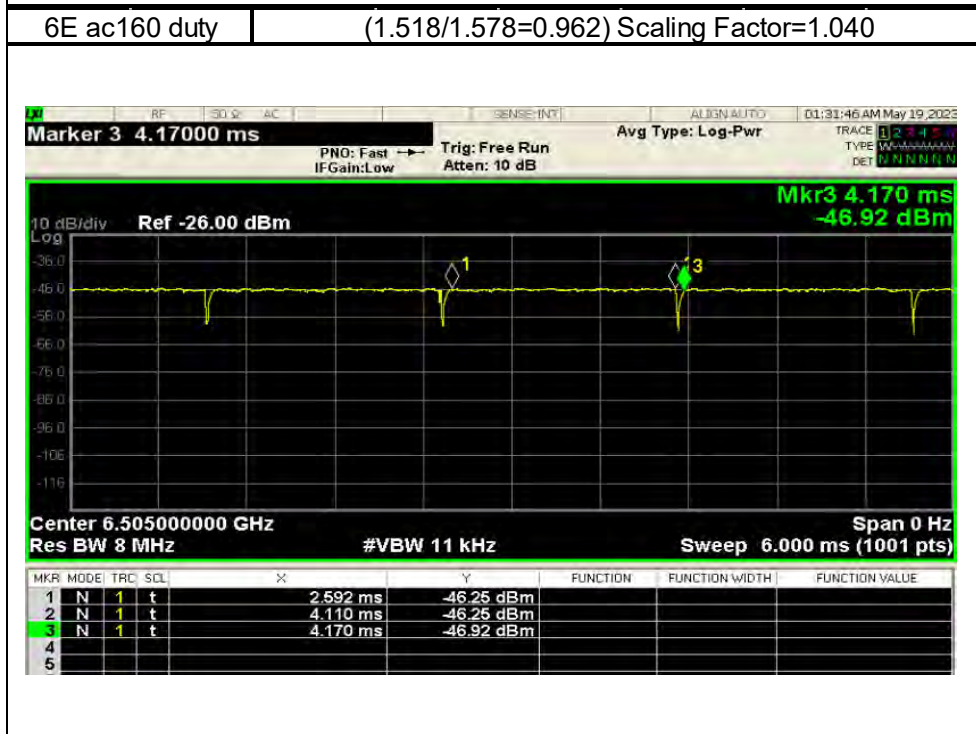 6E ac160 duty (1.518/1.578=0.962) Scaling Factor=1.040
LXI RF 50 Ω AC SENSE:INT ALIGN AUTO 01:31:46 AM May 19, 2023
Marker 3 4.17000 ms Avg Type: Log-Pwr TRACE 1 2 3 4 5 6
PNO: Fast Trig: Free Run TYPE
IFGain:Low Atten: 10 dB DET N N N N N N
Mkr3 4.170 ms
10 dB/div Ref -26.00 dBm -46.92 dBm
Log
-36.0
1
3
-46.0
-56.0
-66.0
-76.0
-86.0
-96.0
-106
-116
Center 6.505000000 GHz Span 0 Hz
Res BW 8 MHz #VBW 11 kHz Sweep 6.000 ms (1001 pts)
MKR MODE TRC SCL X Y FUNCTION FUNCTION WIDTH FUNCTION VALUE
1 N 1 t 2.592 ms -46.25 dBm
2 N 1 t 4.110 ms -46.25 dBm
3 N 1 t 4.170 ms -46.92 dBm
4
5